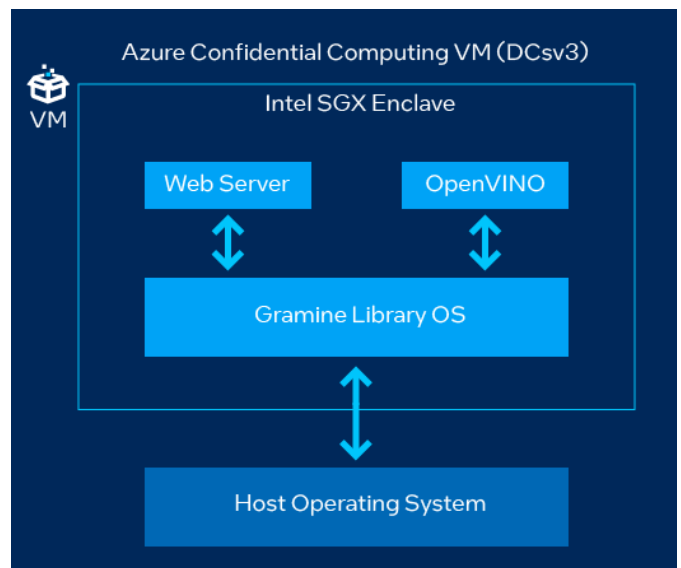 Azure Confidential Computing VM (DCsv3)
VM
Intel SGX Enclave
Web Server
OpenVINO
Gramine Library OS
Host Operating System